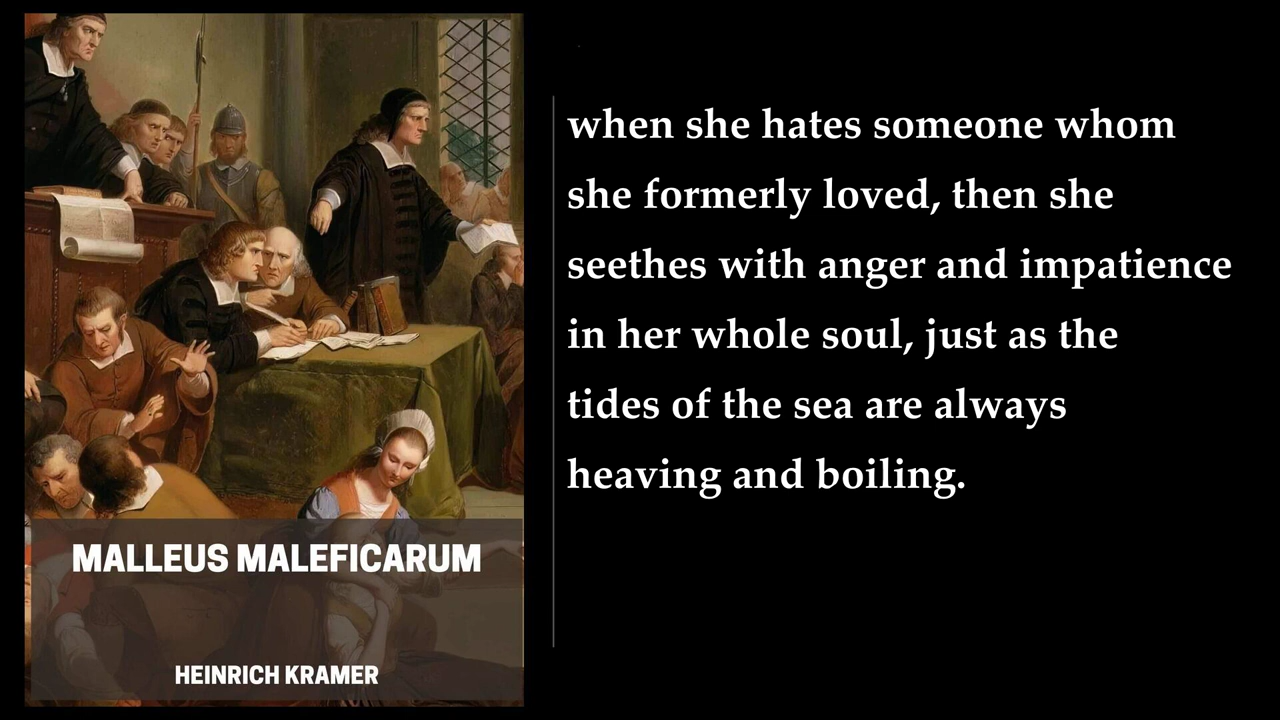 MALLEUS MALEFICARUM
HEINRICH KRAMER
when she hates someone whom
she formerly loved, then she
seethes with anger and impatience
in her whole soul, just as the
tides of the sea are always
heaving and boiling.